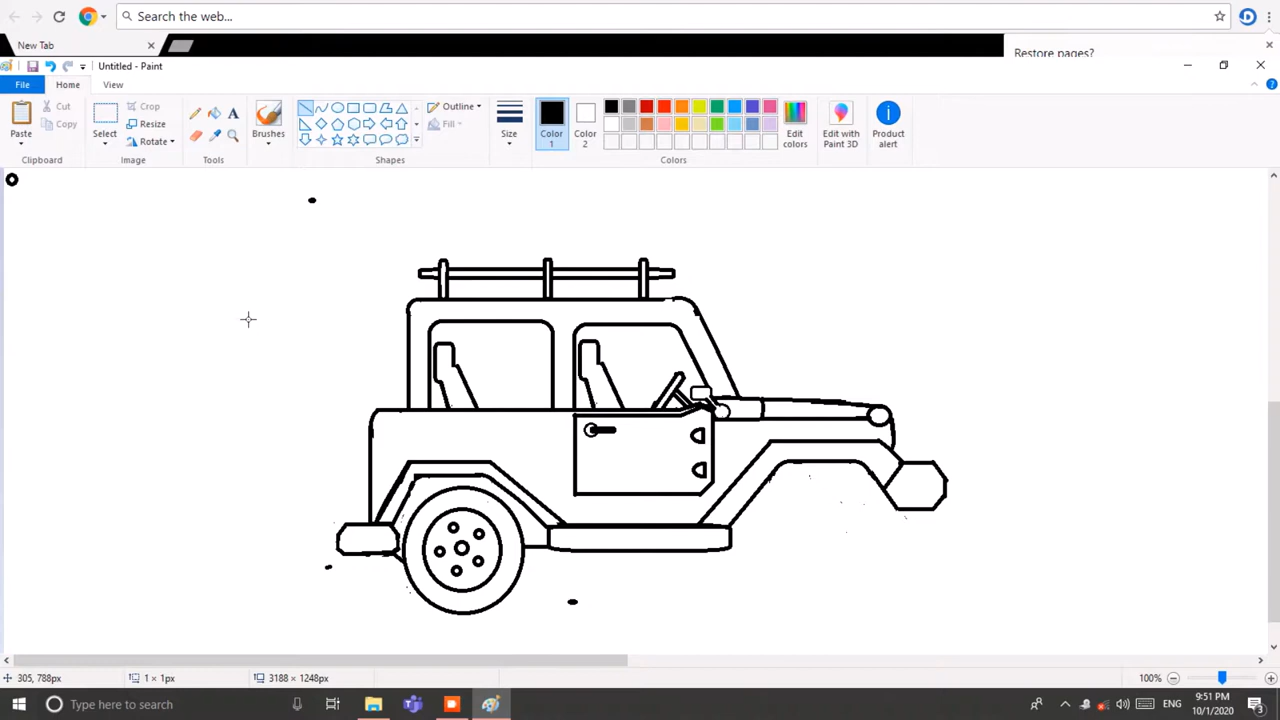 Search the web...
New Tab
Restore pages?
Untitled - Paint
File Home View
Paste
Cut
Copy
Clipboard
Select
Crop
Resize
Rotate
Image
Tools
Brushes
Outline
Fill
Shapes
Size
Color 1
Color 2
Edit colors
Colors
Edit with Paint 3D
Product alert
305, 788px
1 × 1px
3188 × 1248px
100%
Type here to search
ENG
9:51 PM
10/1/2020
3